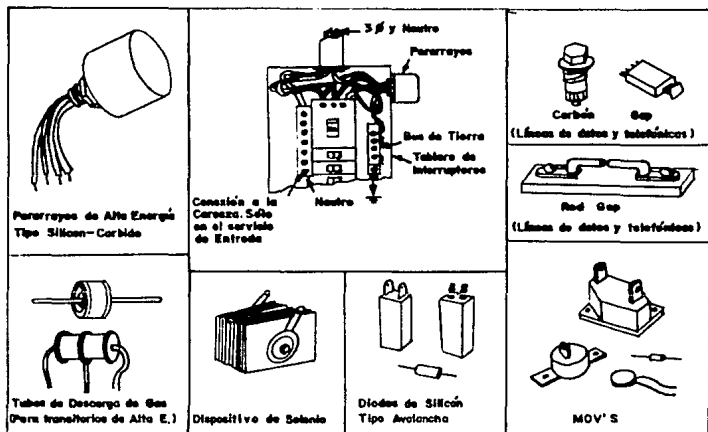 3 Ø y Neutro
Pararrayos
Bus de Tierra
Tablero de
Interruptores
Conexión a la
Carcaza. Sólo
en el servicio
de Entrada
Neutro
Pararrayos de Alta Energía
Tipo Silicon-Carbido
Carbón
Gap
(Líneas de datos y telefónicas)
Rod Gap
(Líneas de datos y telefónicas)
Tubos de Descarga de Gas
(Para transitorios de Alta E.)
Dispositivo de Selenio
Diodos de Silicón
Tipo Avalancha
MOV'S